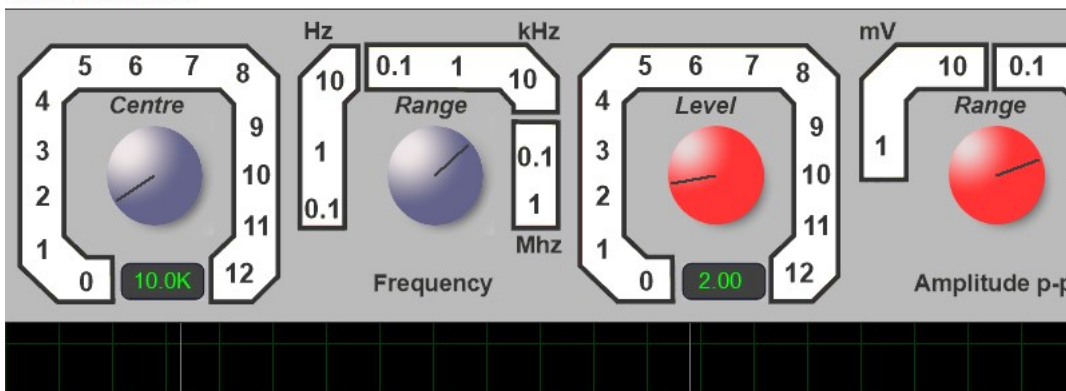 Hz kHz mV
5 6 7 8 10 0.1 1 10 5 6 7 8 10 0.1
4 Centre Range 4 Level Range
9 9
3 1 0.1 3 1
10 10
2 0.1 1 2
11 11
1 Mhz 1
0 10.0K 12 Frequency 0 2.00 12 Amplitude p-p